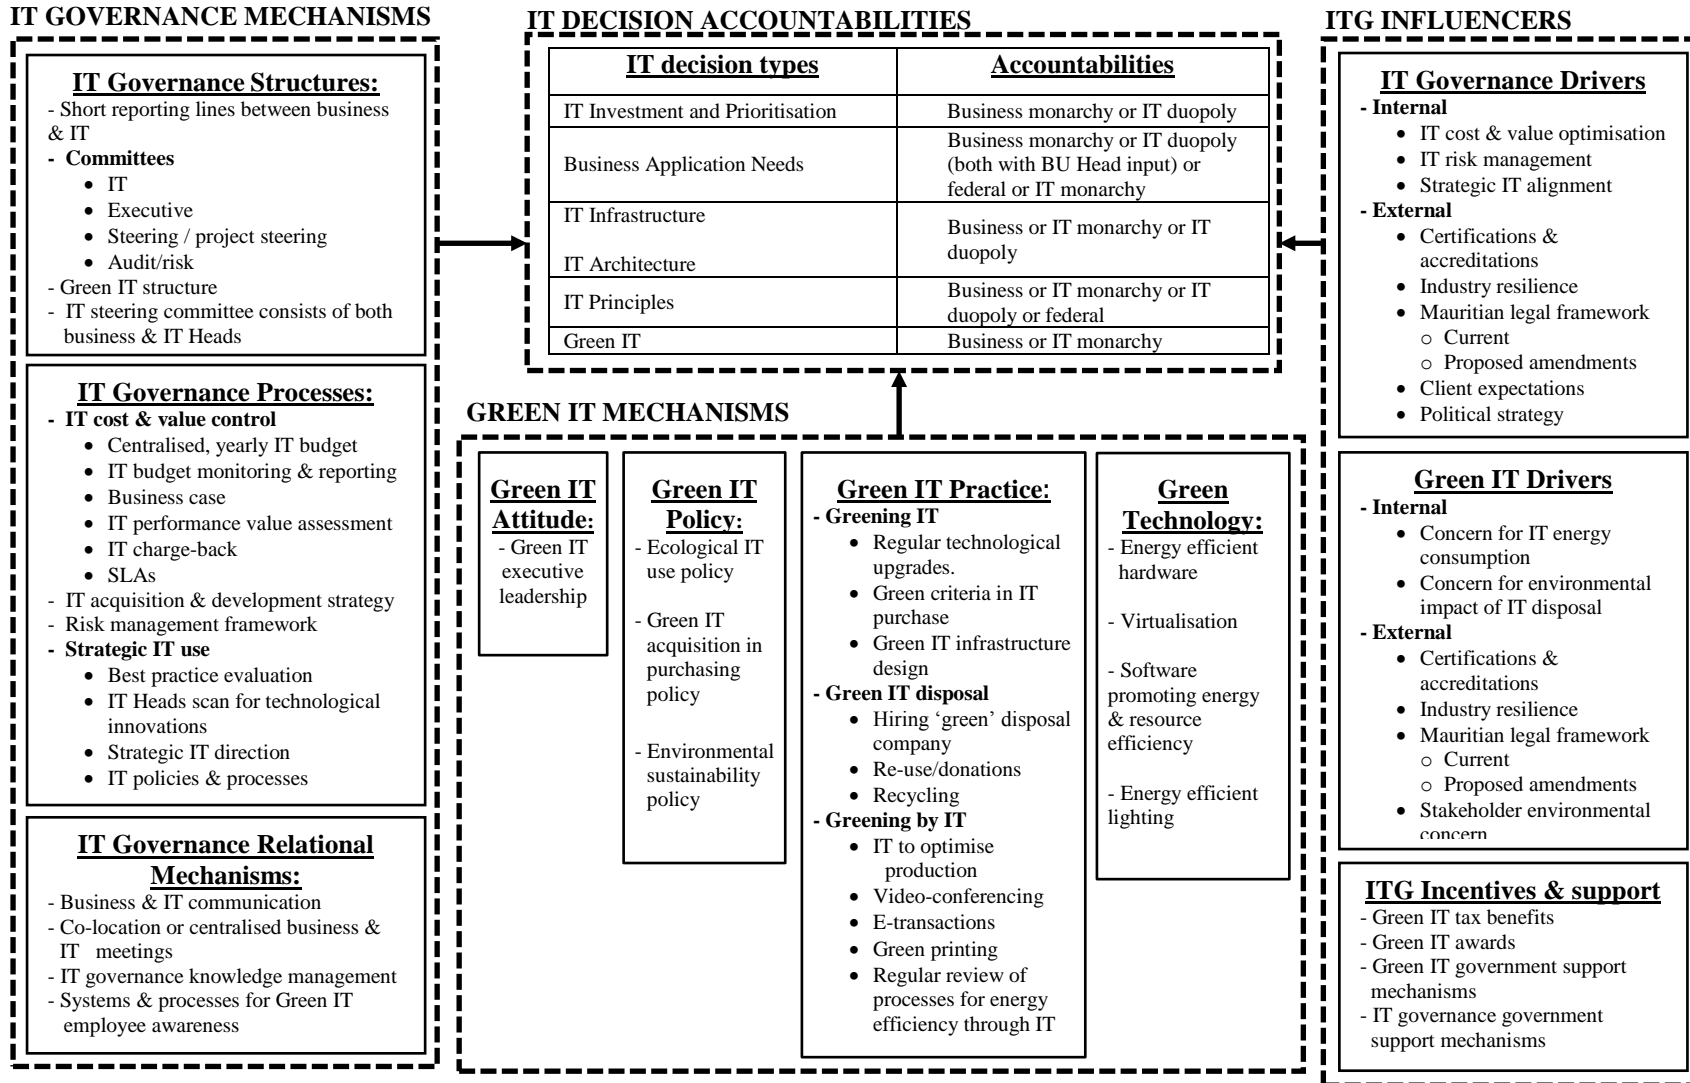 IT GOVERNANCE MECHANISMS
IT Governance Structures:
- Short reporting lines between business
& IT
- Committees
• IT
• Executive
• Steering / project steering
• Audit/risk
- Green IT structure
- IT steering committee consists of both
business & IT Heads
IT Governance Processes:
- IT cost & value control
• Centralised, yearly IT budget
• IT budget monitoring & reporting
• Business case
• IT performance value assessment
• IT charge-back
• SLAs
- IT acquisition & development strategy
- Risk management framework
- Strategic IT use
• Best practice evaluation
• IT Heads scan for technological
innovations
• Strategic IT direction
• IT policies & processes
IT Governance Relational
Mechanisms:
- Business & IT communication
- Co-location or centralised business &
IT meetings
- IT governance knowledge management
- Systems & processes for Green IT
employee awareness
IT DECISION ACCOUNTABILITIES
IT decision types
Accountabilities
IT Investment and Prioritisation
Business monarchy or IT duopoly
Business Application Needs
Business monarchy or IT duopoly
(both with BU Head input) or
federal or IT monarchy
IT Infrastructure
IT Architecture
Business or IT monarchy or IT
duopoly
IT Principles
Business or IT monarchy or IT
duopoly or federal
Green IT
Business or IT monarchy
GREEN IT MECHANISMS
Green IT
Attitude:
- Green IT
executive
leadership
Green IT
Policy:
- Ecological IT
use policy
- Green IT
acquisition in
purchasing
policy
- Environmental
sustainability
policy
Green IT Practice:
- Greening IT
• Regular technological
upgrades.
• Green criteria in IT
purchase
• Green IT infrastructure
design
- Green IT disposal
• Hiring ‘green’ disposal
company
• Re-use/donations
• Recycling
- Greening by IT
• IT to optimise
production
• Video-conferencing
• E-transactions
• Green printing
• Regular review of
processes for energy
efficiency through IT
Green
Technology:
- Energy efficient
hardware
- Virtualisation
- Software
promoting energy
& resource
efficiency
- Energy efficient
lighting
ITG INFLUENCERS
IT Governance Drivers
- Internal
• IT cost & value optimisation
• IT risk management
• Strategic IT alignment
- External
• Certifications &
accreditations
• Industry resilience
• Mauritian legal framework
o Current
o Proposed amendments
• Client expectations
• Political strategy
Green IT Drivers
- Internal
• Concern for IT energy
consumption
• Concern for environmental
impact of IT disposal
- External
• Certifications &
accreditations
• Industry resilience
• Mauritian legal framework
o Current
o Proposed amendments
• Stakeholder environmental
concern
ITG Incentives & support
- Green IT tax benefits
- Green IT awards
- Green IT government support
mechanisms
- IT governance government
support mechanisms